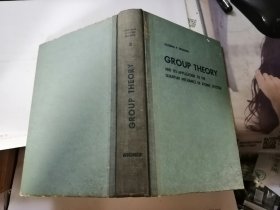 EUGENE P. WIGNER
GROUP THEORY
AND ITS APPLICATION TO THE
QUANTUM MECHANICS OF ATOMIC SPECTRA
GROUP THEORY
WIGNER